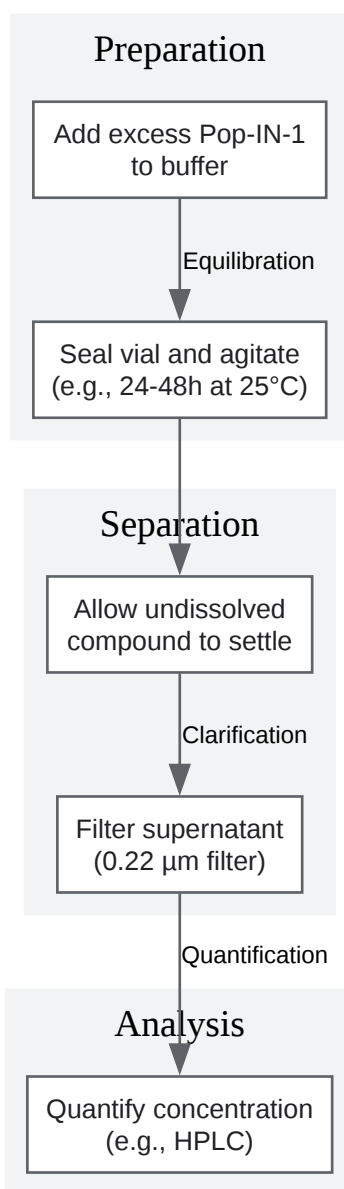 Preparation
Add excess Pop-IN-1
to buffer
Equilibration
Seal vial and agitate
(e.g., 24-48h at 25°C)
Separation
Allow undissolved
compound to settle
Clarification
Filter supernatant
(0.22 µm filter)
Quantification
Analysis
Quantify concentration
(e.g., HPLC)